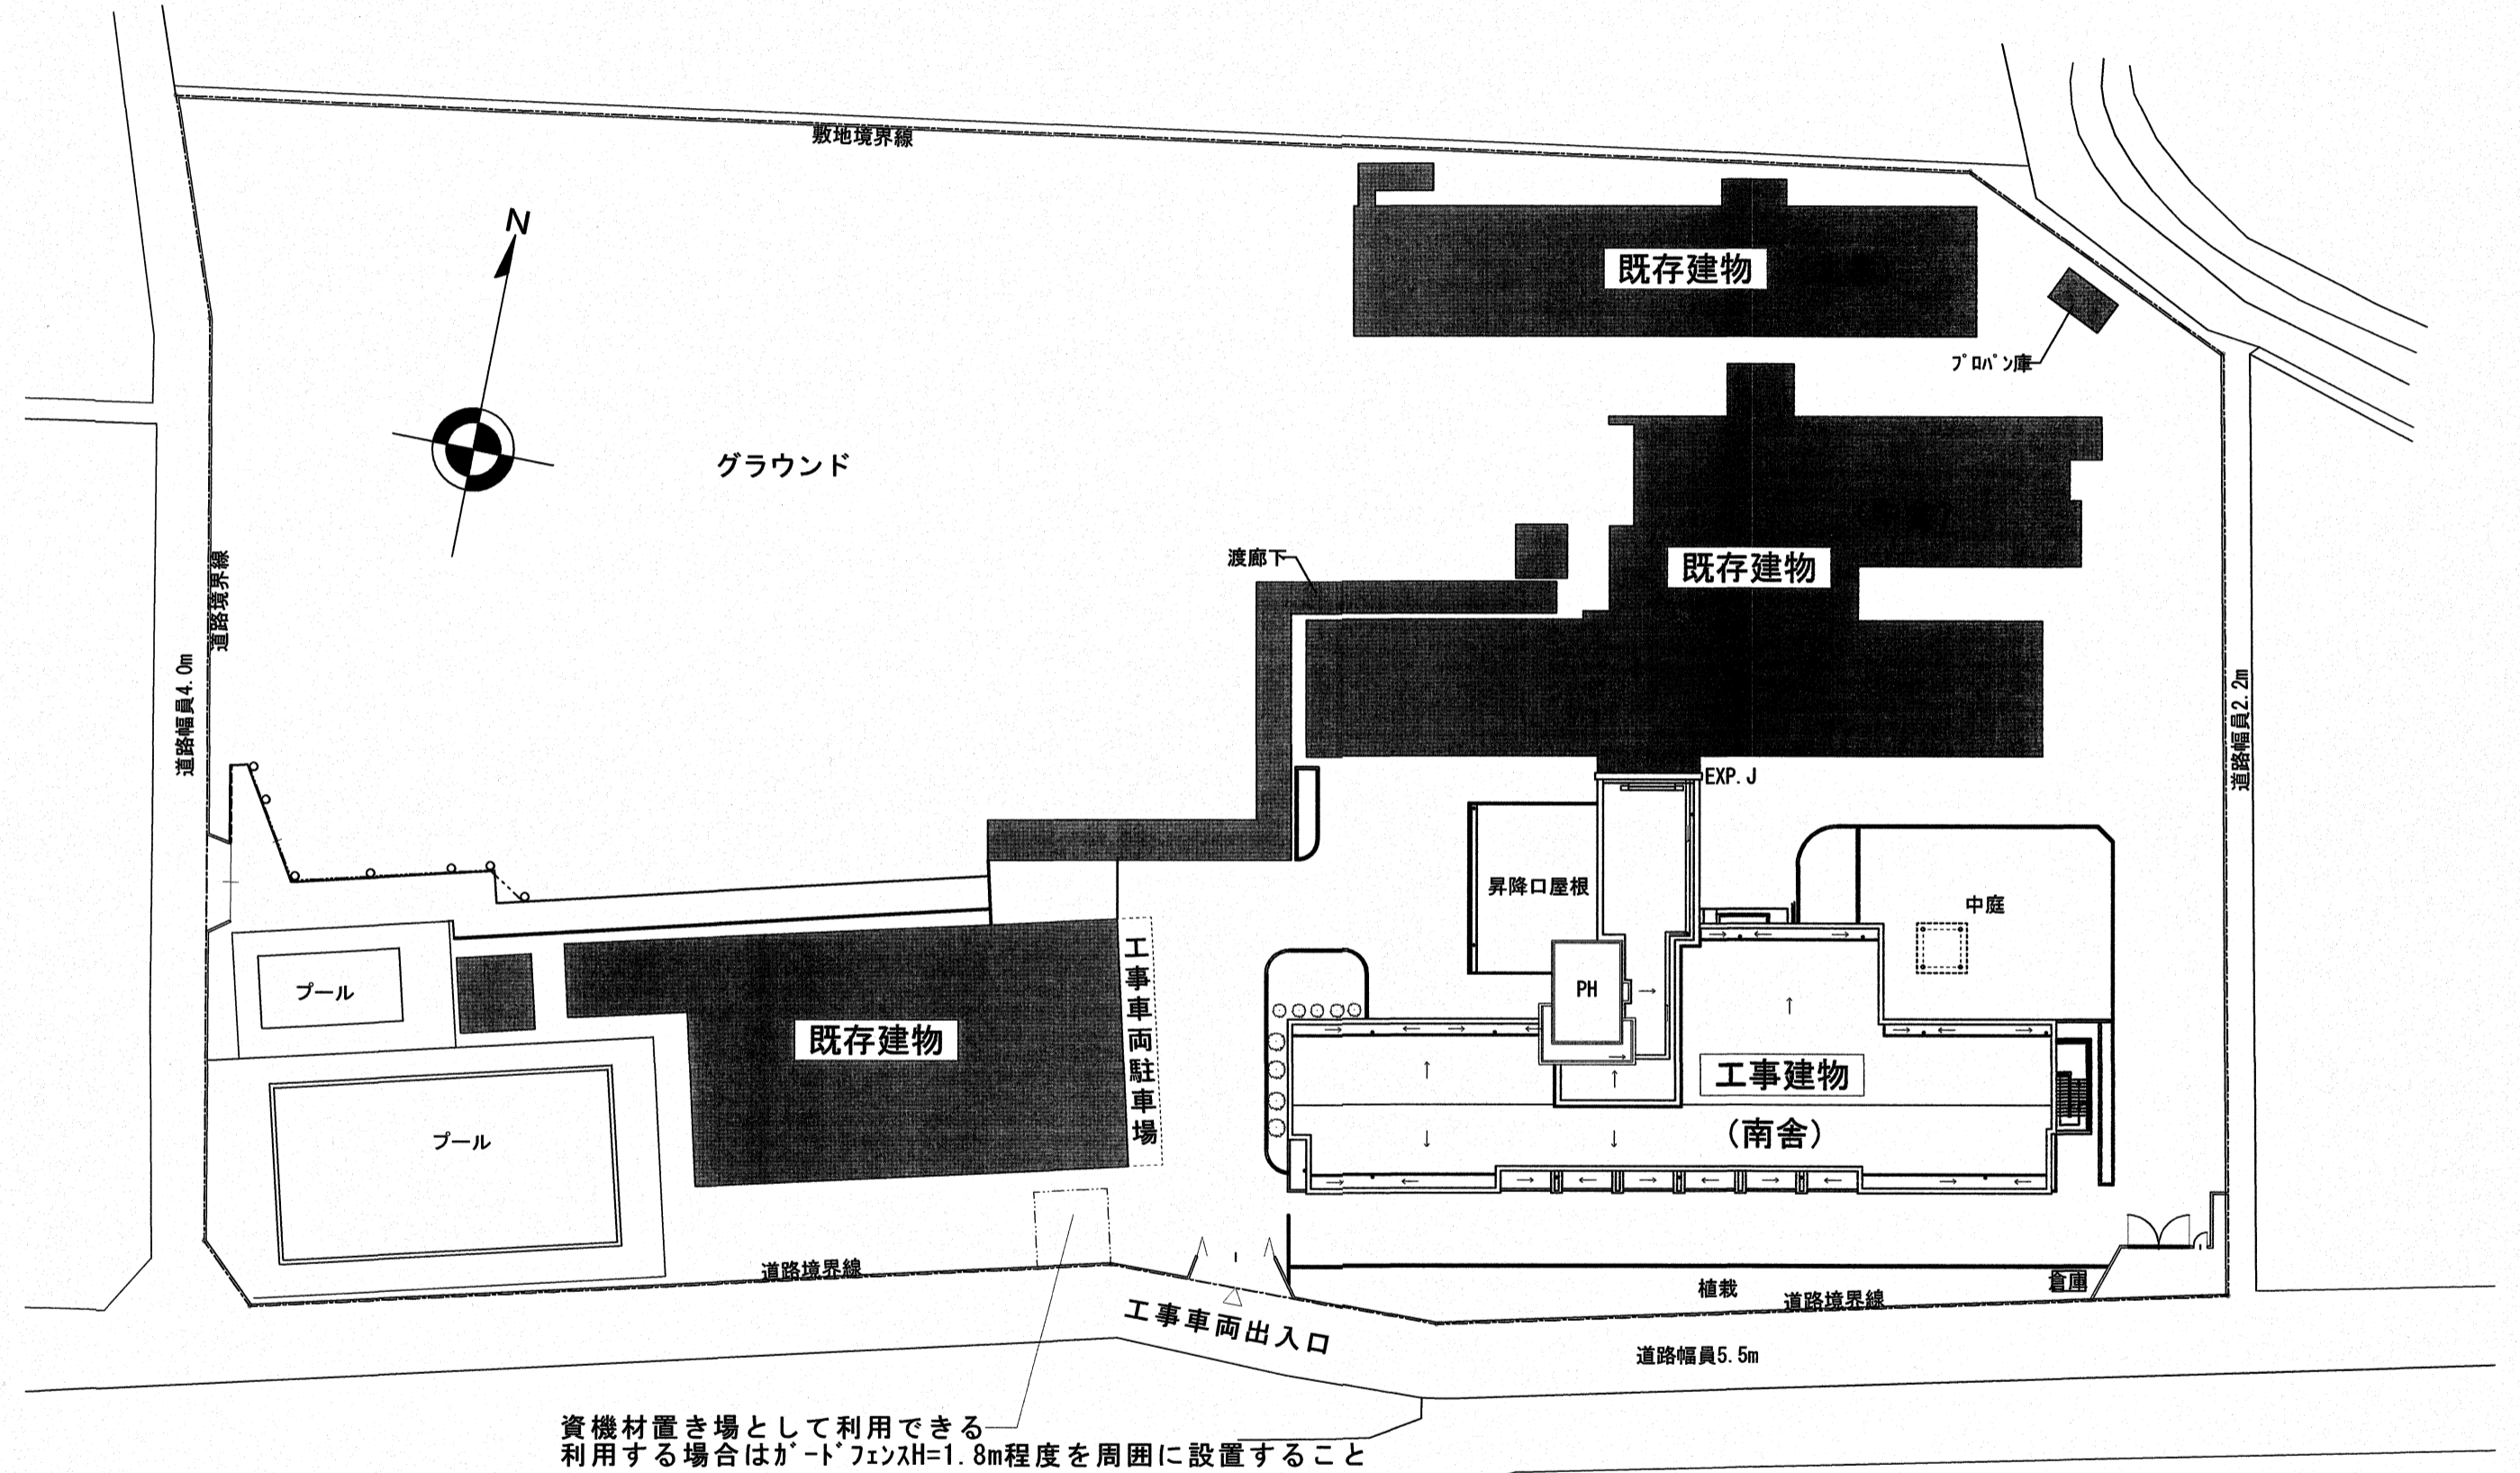 敷地境界線
N
既存建物
プロパン庫
グラウンド
渡廊下
既存建物
道路境界線
道路幅員4.0m
道路幅員2.2m
EXP.J
昇降口屋根
中庭
工事車両駐車場
プール
PH
既存建物
工事建物
(南舎)
プール
道路境界線
植栽
倉庫
道路境界線
工事車両出入口
道路幅員5.5m
資機材置き場として利用できる
利用する場合はガードフェンスH=1.8m程度を周囲に設置すること